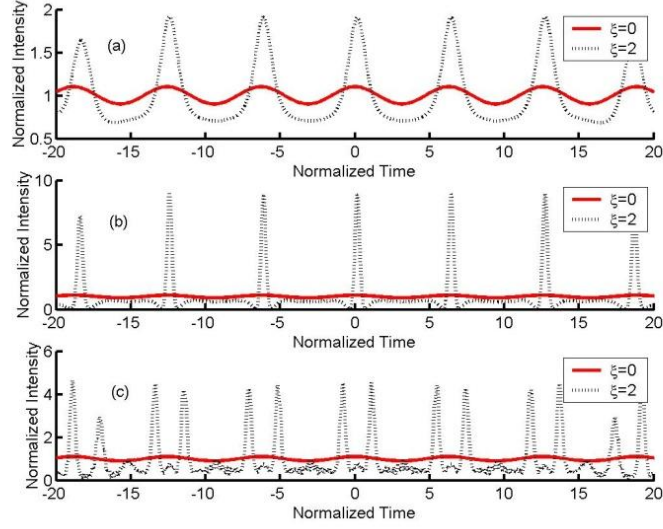 2
1.5
1
0.5
Normalized Intensity
(a)
ξ=0
ξ=2
-20 -15 -10 -5 0 5 10 15 20
Normalized Time
10
5
0
Normalized Intensity
(b)
ξ=0
ξ=2
-20 -15 -10 -5 0 5 10 15 20
Normalized Time
6
4
2
0
Normalized Intensity
(c)
ξ=0
ξ=2
-20 -15 -10 -5 0 5 10 15 20
Normalized Time